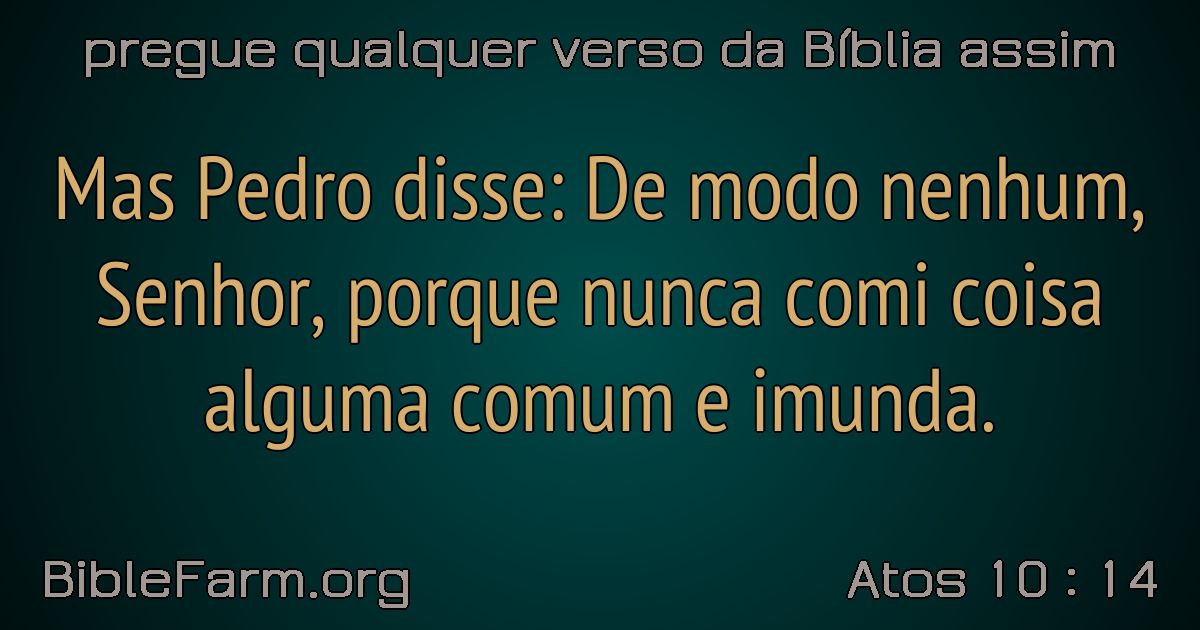 pregue qualquer verso da Bíblia assim
Mas Pedro disse: De modo nenhum,
Senhor, porque nunca comi coisa
alguma comum e imunda.
BibleFarm.org
Atos 10 : 14